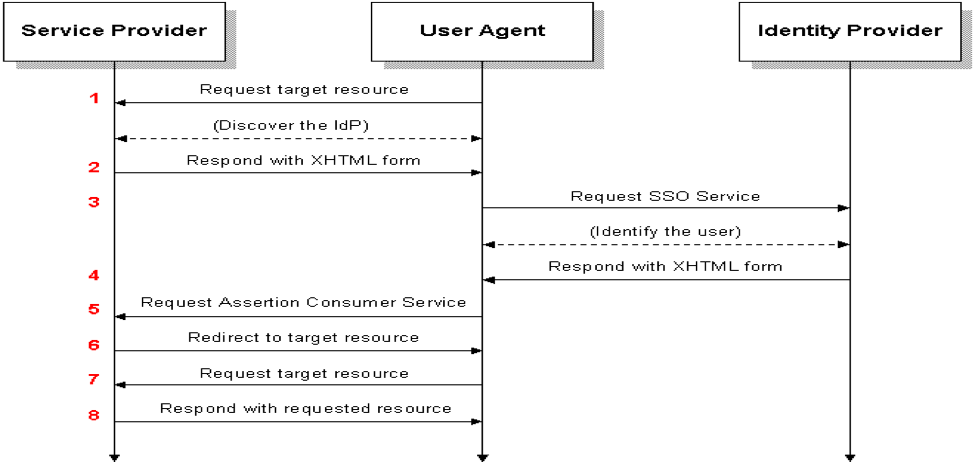 Service Provider
User Agent
Identity Provider
1
Request target resource
(Discover the IdP)
2
Respond with XHTML form
3
Request SSO Service
(Identify the user)
4
Respond with XHTML form
5
Request Assertion Consumer Service
6
Redirect to target resource
7
Request target resource
8
Respond with requested resource